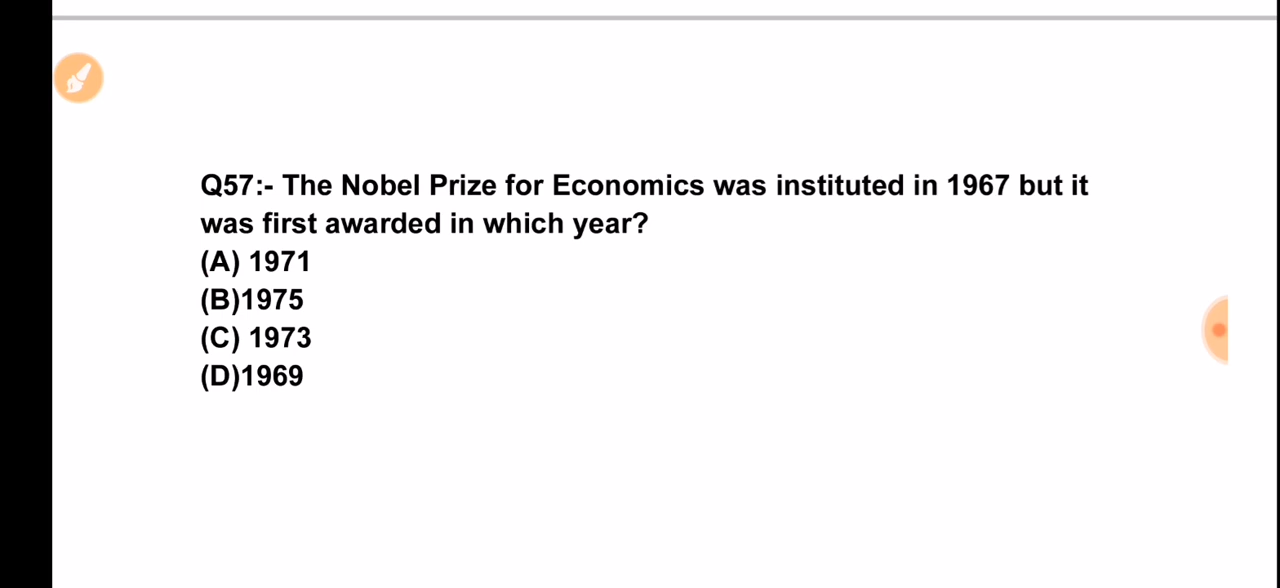 Q57:- The Nobel Prize for Economics was instituted in 1967 but it
was first awarded in which year?
(A) 1971
(B)1975
(C) 1973
(D)1969